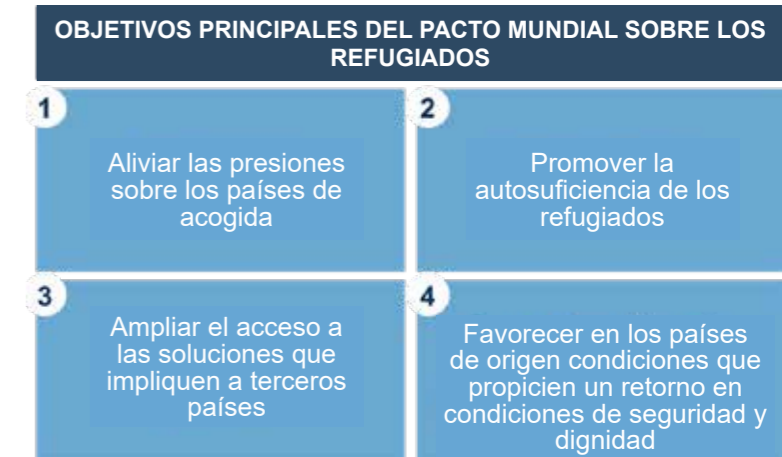 OBJETIVOS PRINCIPALES DEL PACTO MUNDIAL SOBRE LOS
REFUGIADOS
1
Aliviar las presiones
sobre los países de
acogida
2
Promover la
autosuficiencia de los
refugiados
3
Ampliar el acceso a
las soluciones que
impliquen a terceros
países
4
Favorecer en los países
de origen condiciones que
propicien un retorno en
condiciones de seguridad y
dignidad